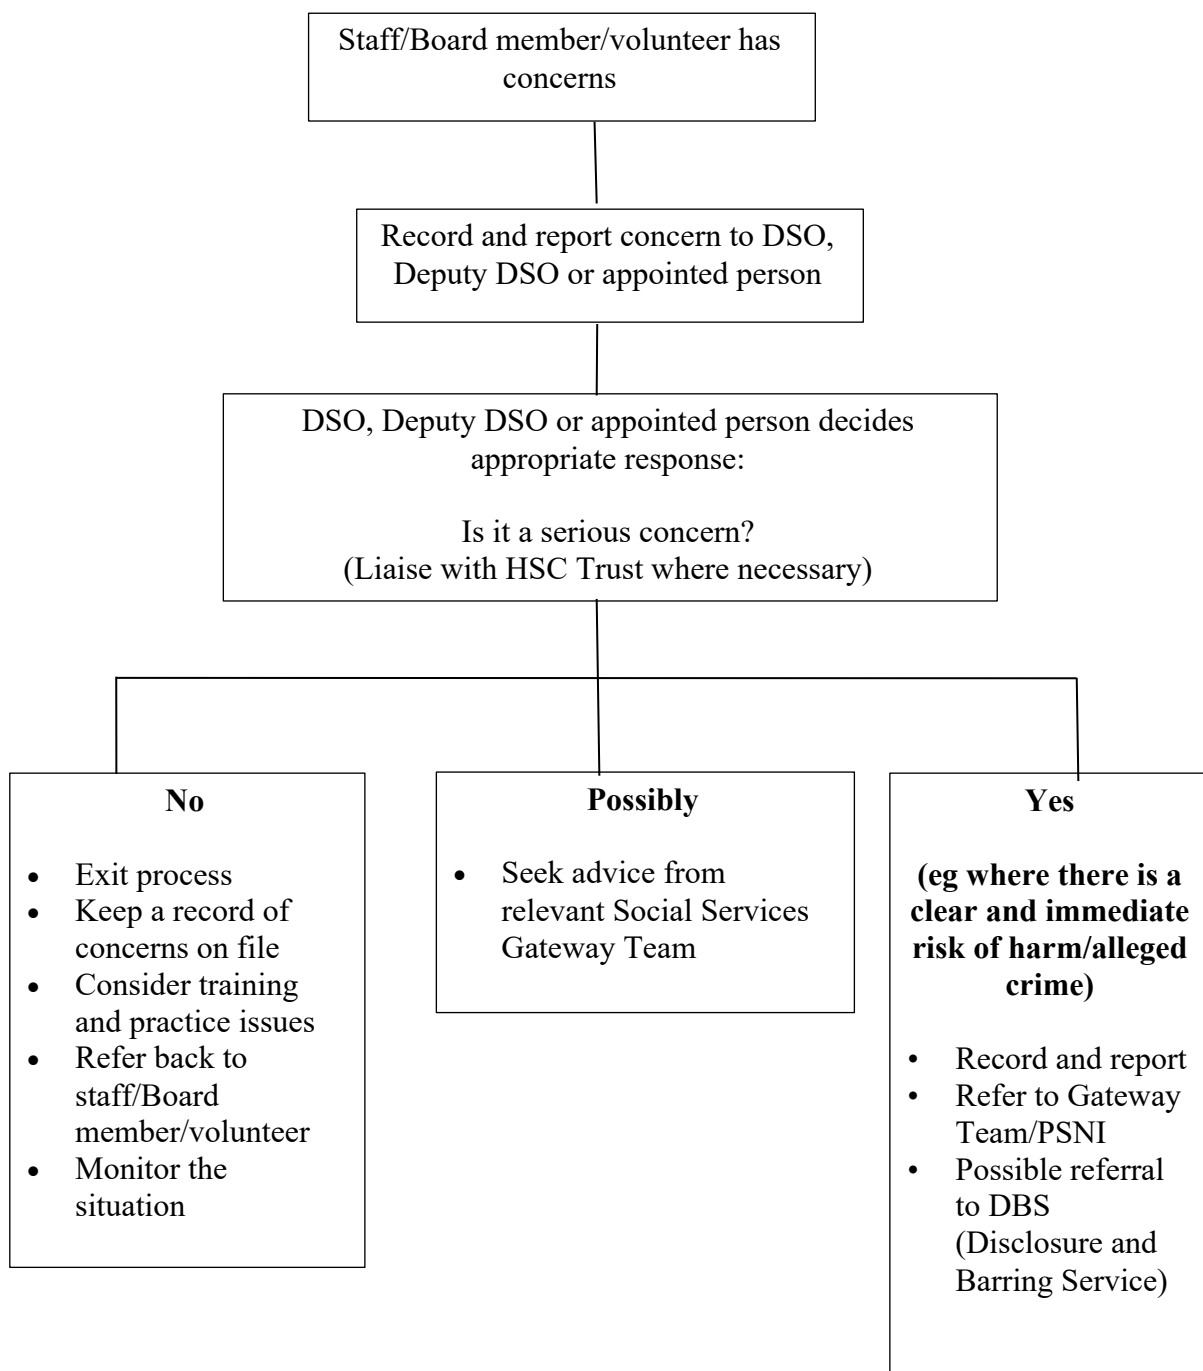 Staff/Board member/volunteer has
concerns
Record and report concern to DSO,
Deputy DSO or appointed person
DSO, Deputy DSO or appointed person decides
appropriate response:
Is it a serious concern?
(Liaise with HSC Trust where necessary)
No
• Exit process
• Keep a record of
concerns on file
• Consider training
and practice issues
• Refer back to
staff/Board
member/volunteer
• Monitor the
situation
Possibly
• Seek advice from
relevant Social Services
Gateway Team
Yes
(eg where there is a
clear and immediate
risk of harm/alleged
crime)
• Record and report
• Refer to Gateway
Team/PSNI
• Possible referral
to DBS
(Disclosure and
Barring Service)